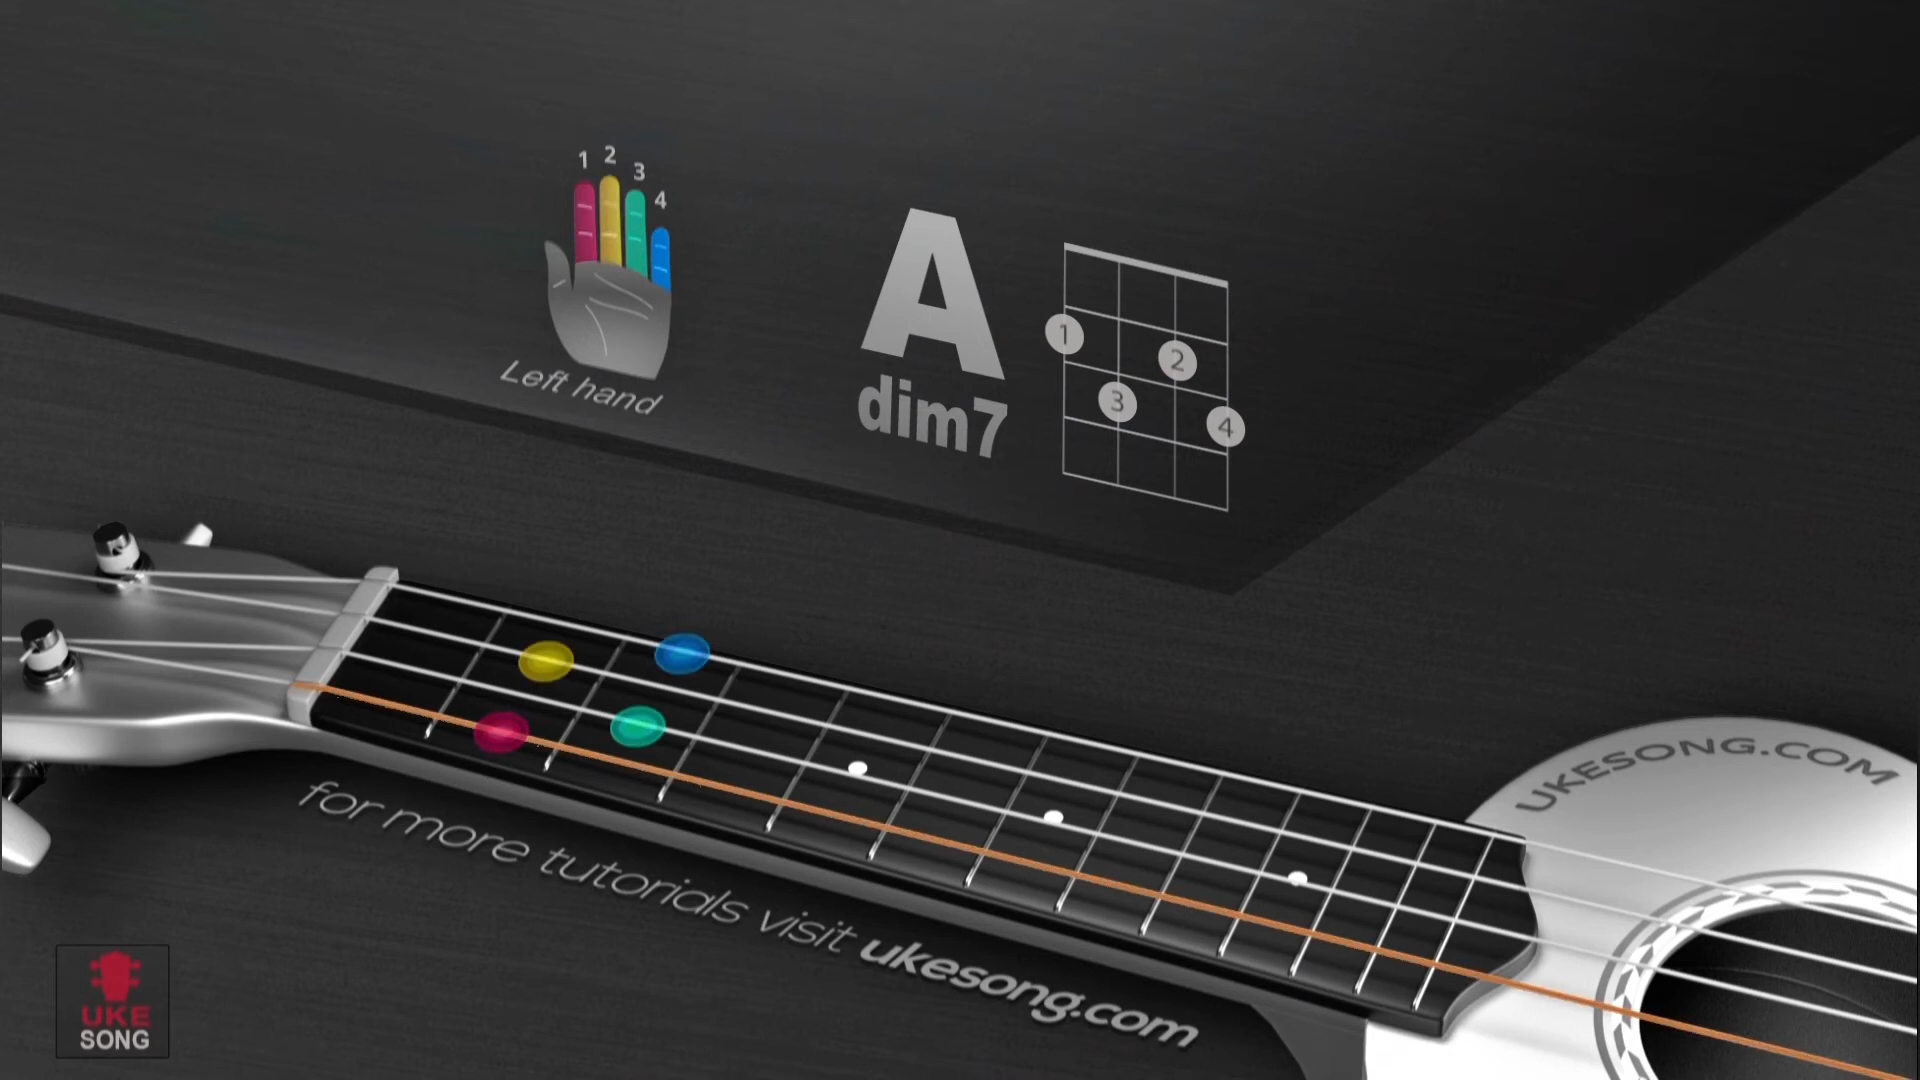 1 2 3 4
Left hand
A
dim7
1
2
3
4
UKESONG.COM
for more tutorials visit ukesong.com
UKE
SONG